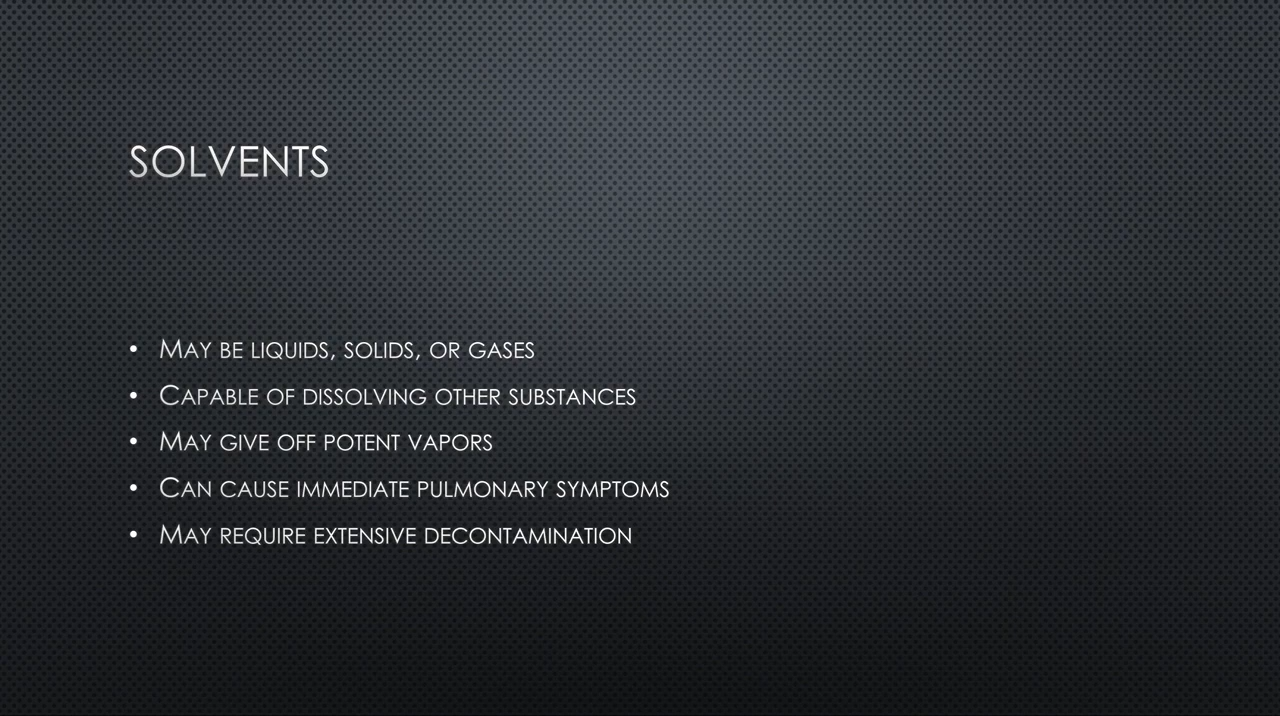 SOLVENTS
• MAY BE LIQUIDS, SOLIDS, OR GASES
• CAPABLE OF DISSOLVING OTHER SUBSTANCES
• MAY GIVE OFF POTENT VAPORS
• CAN CAUSE IMMEDIATE PULMONARY SYMPTOMS
• MAY REQUIRE EXTENSIVE DECONTAMINATION